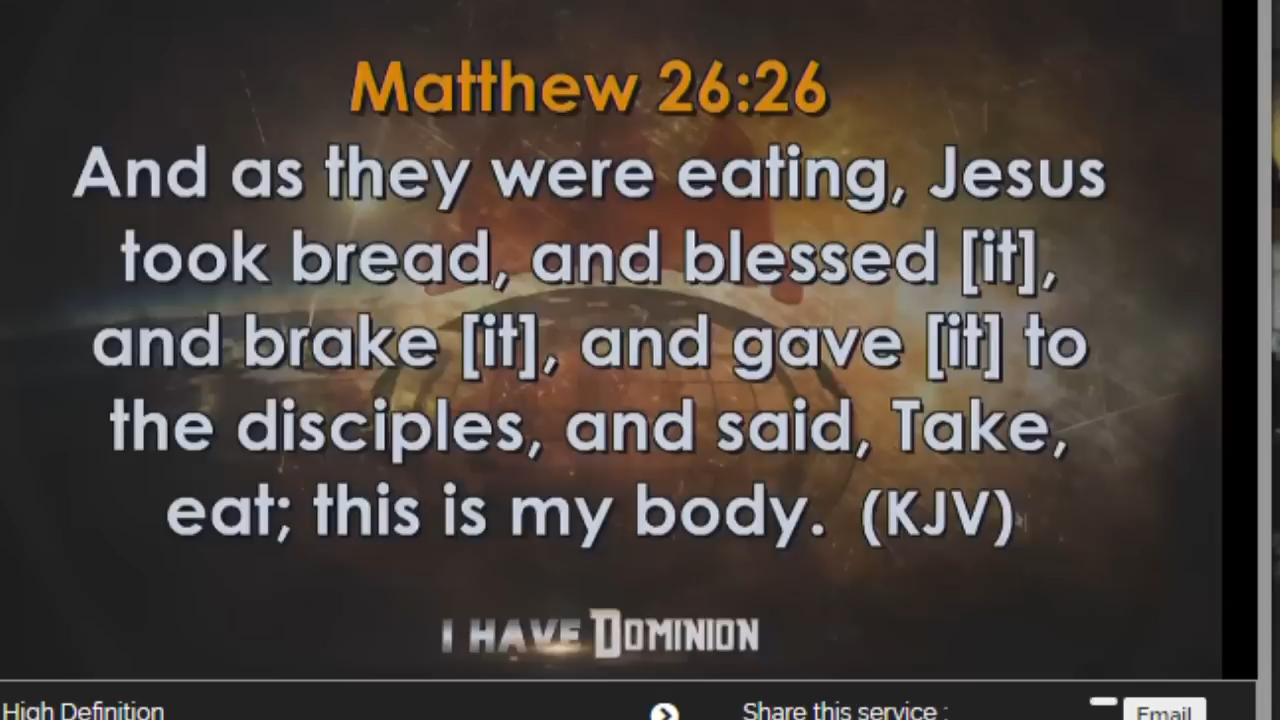 Matthew 26:26
And as they were eating, Jesus
took bread, and blessed [it],
and brake [it], and gave [it] to
the disciples, and said, Take,
eat; this is my body. (KJV)
I HAVE DOMINION
High Definition
Share this service :
Email